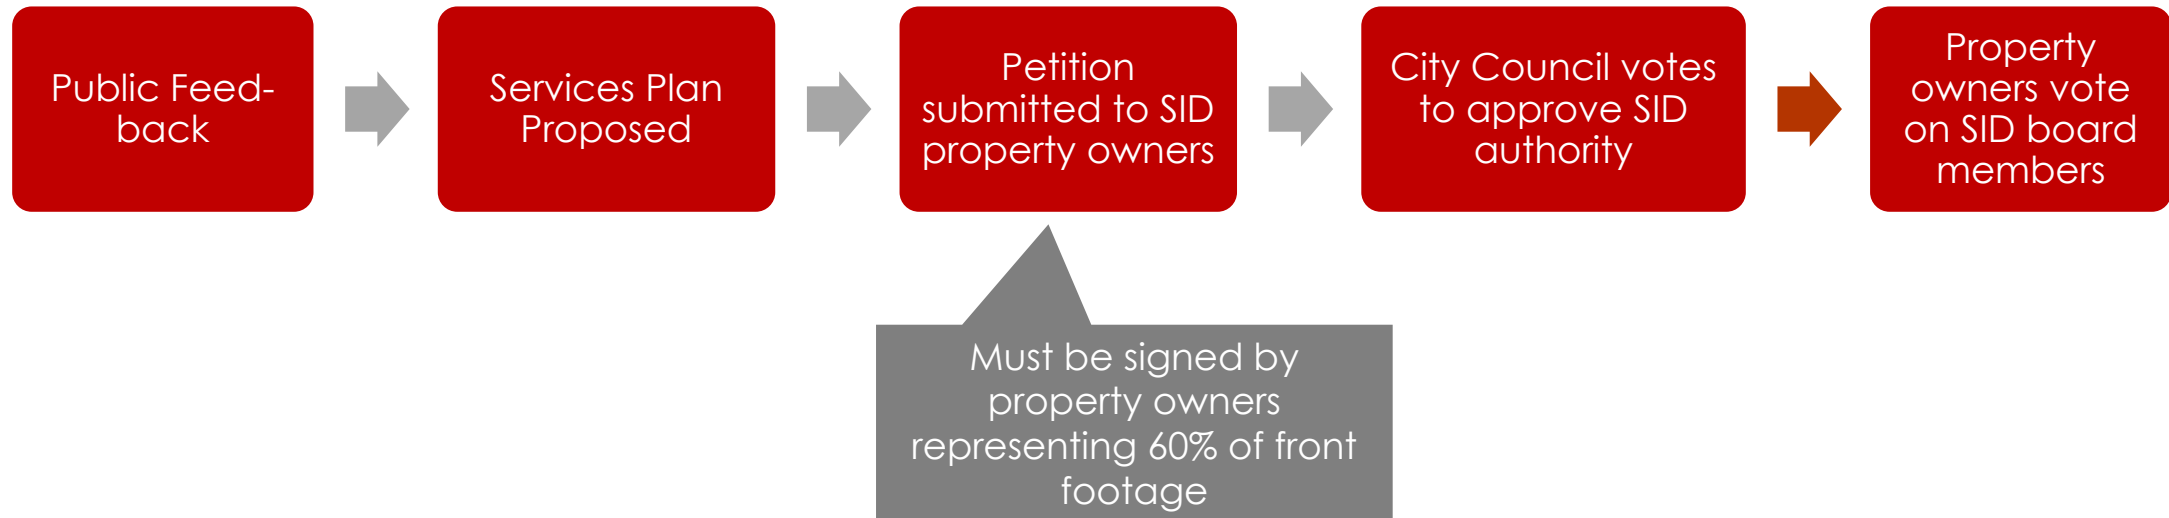 Public Feed-
back
Services Plan
Proposed
Petition
submitted to SID
property owners
City Council votes
to approve SID
authority
Property
owners vote
on SID board
members
Must be signed by
property owners
representing 60% of front
footage